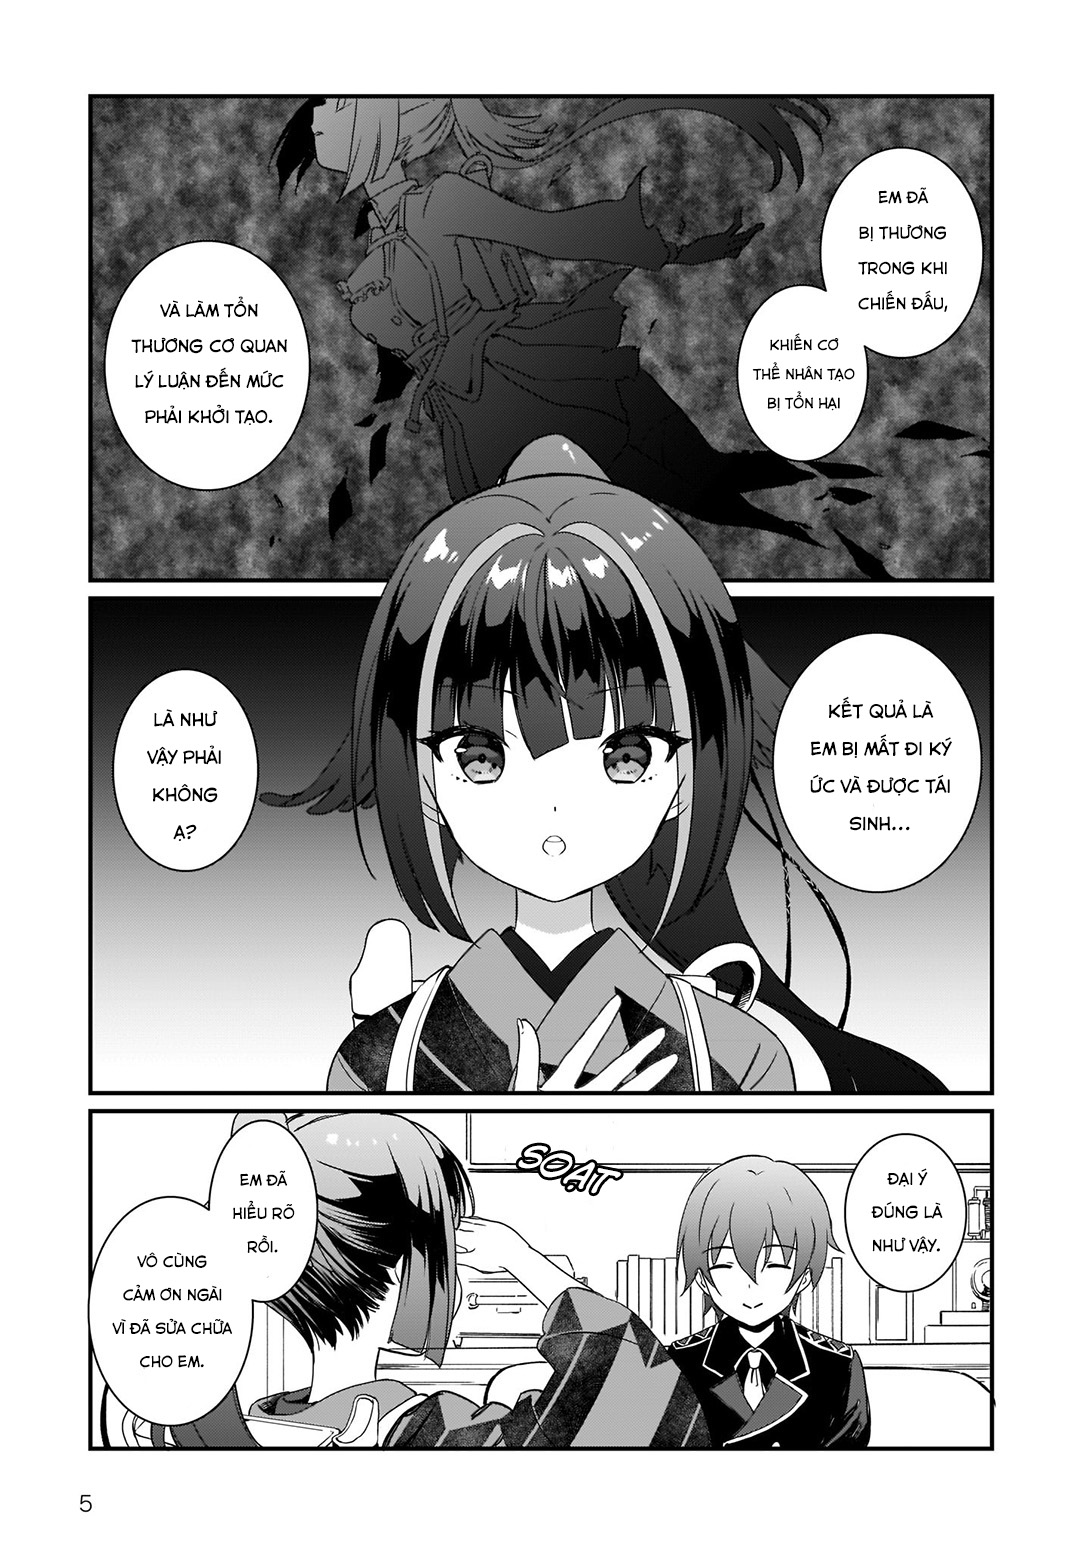 EM ĐÃ
BỊ THƯƠNG
TRONG KHI
CHIẾN ĐẤU,
KHIẾN CƠ
THỂ NHÂN TẠO
BỊ TỔN HẠI
VÀ LÀM TỔN
THƯƠNG CƠ QUAN
LÝ LUẬN ĐẾN MỨC
PHẢI KHỞI TẠO.
KẾT QUẢ LÀ
EM BỊ MẤT ĐI KÝ
ỨC VÀ ĐƯỢC TÁI
SINH...
LÀ NHƯ
VẬY PHẢI
KHÔNG
Ạ?
ĐẠI Ý
ĐÚNG LÀ
NHƯ VẬY.
SOẠT
EM ĐÃ
HIỂU RÕ
RỒI.
VÔ CÙNG
CẢM ƠN NGÀI
VÌ ĐÃ SỬA CHỮA
CHO EM.
5